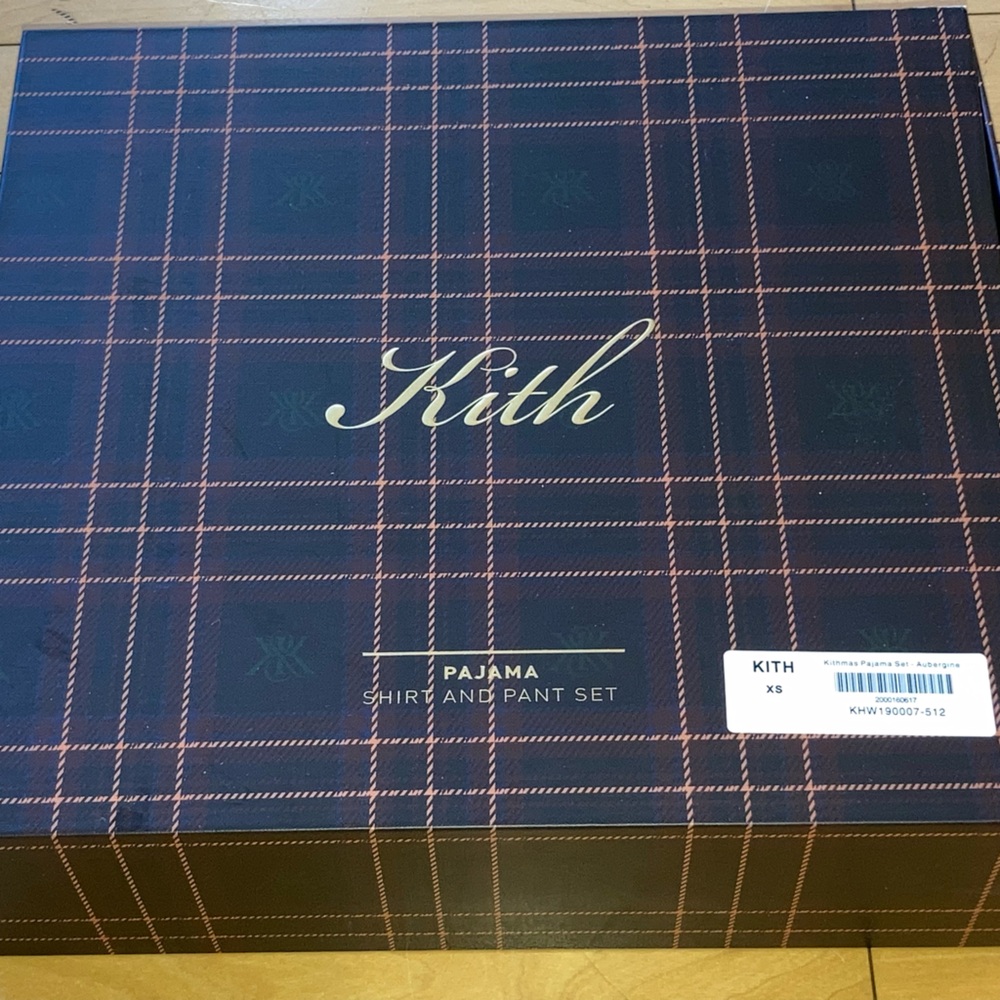 Kith
PAJAMA
SHIRT AND PANT SET
KITH
XS
Kithmas Pajama Set - Aubergine
2000160617
KHW190007-512